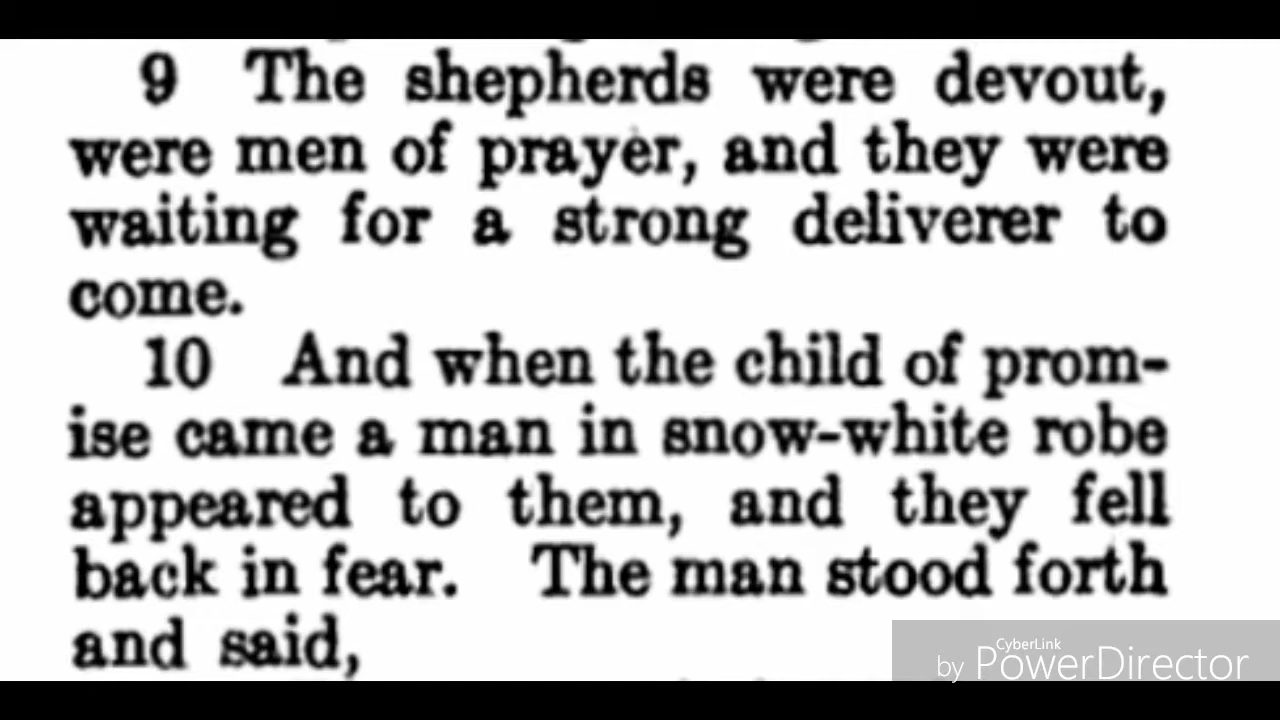 9 The shepherds were devout,
were men of prayer, and they were
waiting for a strong deliverer to
come.
10 And when the child of prom-
ise came a man in snow-white robe
appeared to them, and they fell
back in fear. The man stood forth
and said,
CyberLink
by PowerDirector